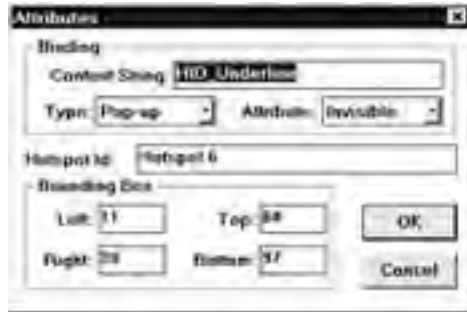 Attributes
Binding
Context String: HID_Underline
Type: Pop-up Attribute: Invisible
Hotspot Id: Hotspot 6
Bounding Box
Left: 11 Top:
OK
Right: Bottom: 97
Cancel